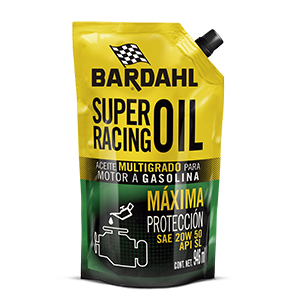 BARDAHL
SUPER
RACING
OIL
ACEITE MULTIGRADO PARA
MOTOR A GASOLINA
MÁXIMA
PROTECCIÓN
SAE 20W 50
API SL
CONT. NET. 946 ml